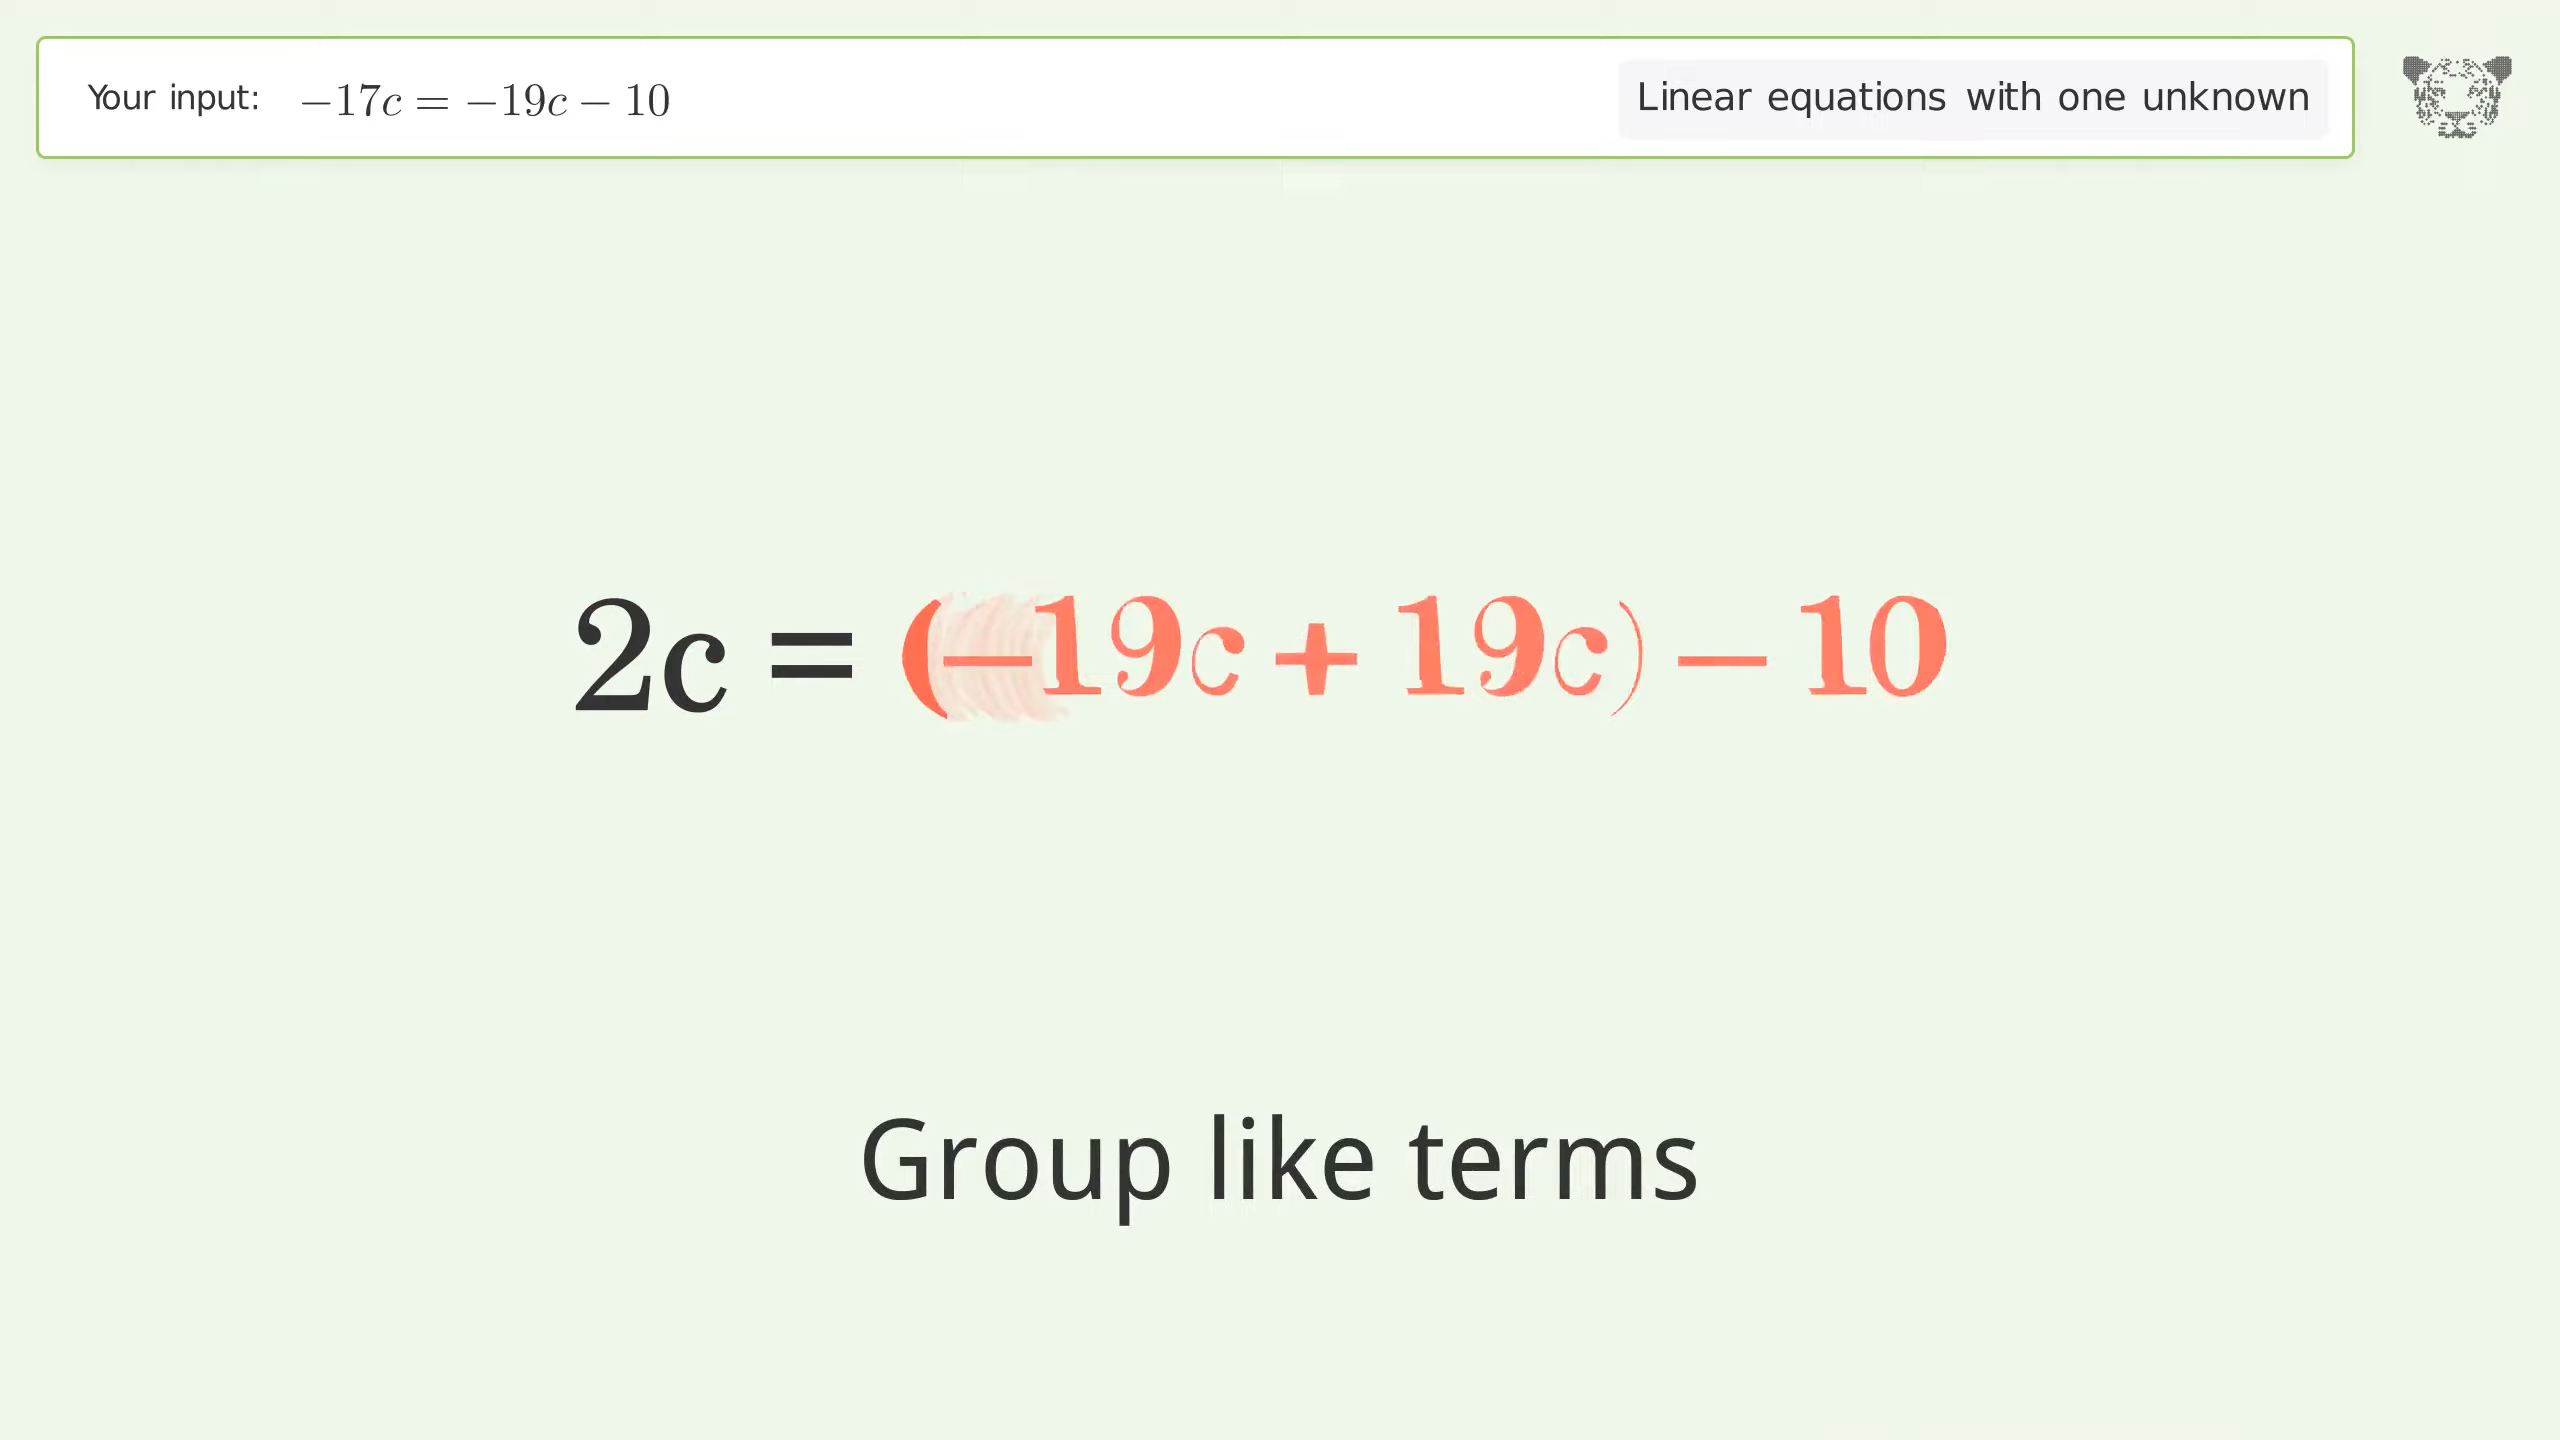 Your input: −17c = −19c − 10
Linear equations with one unknown
2c = (−19c + 19c) − 10
Group like terms